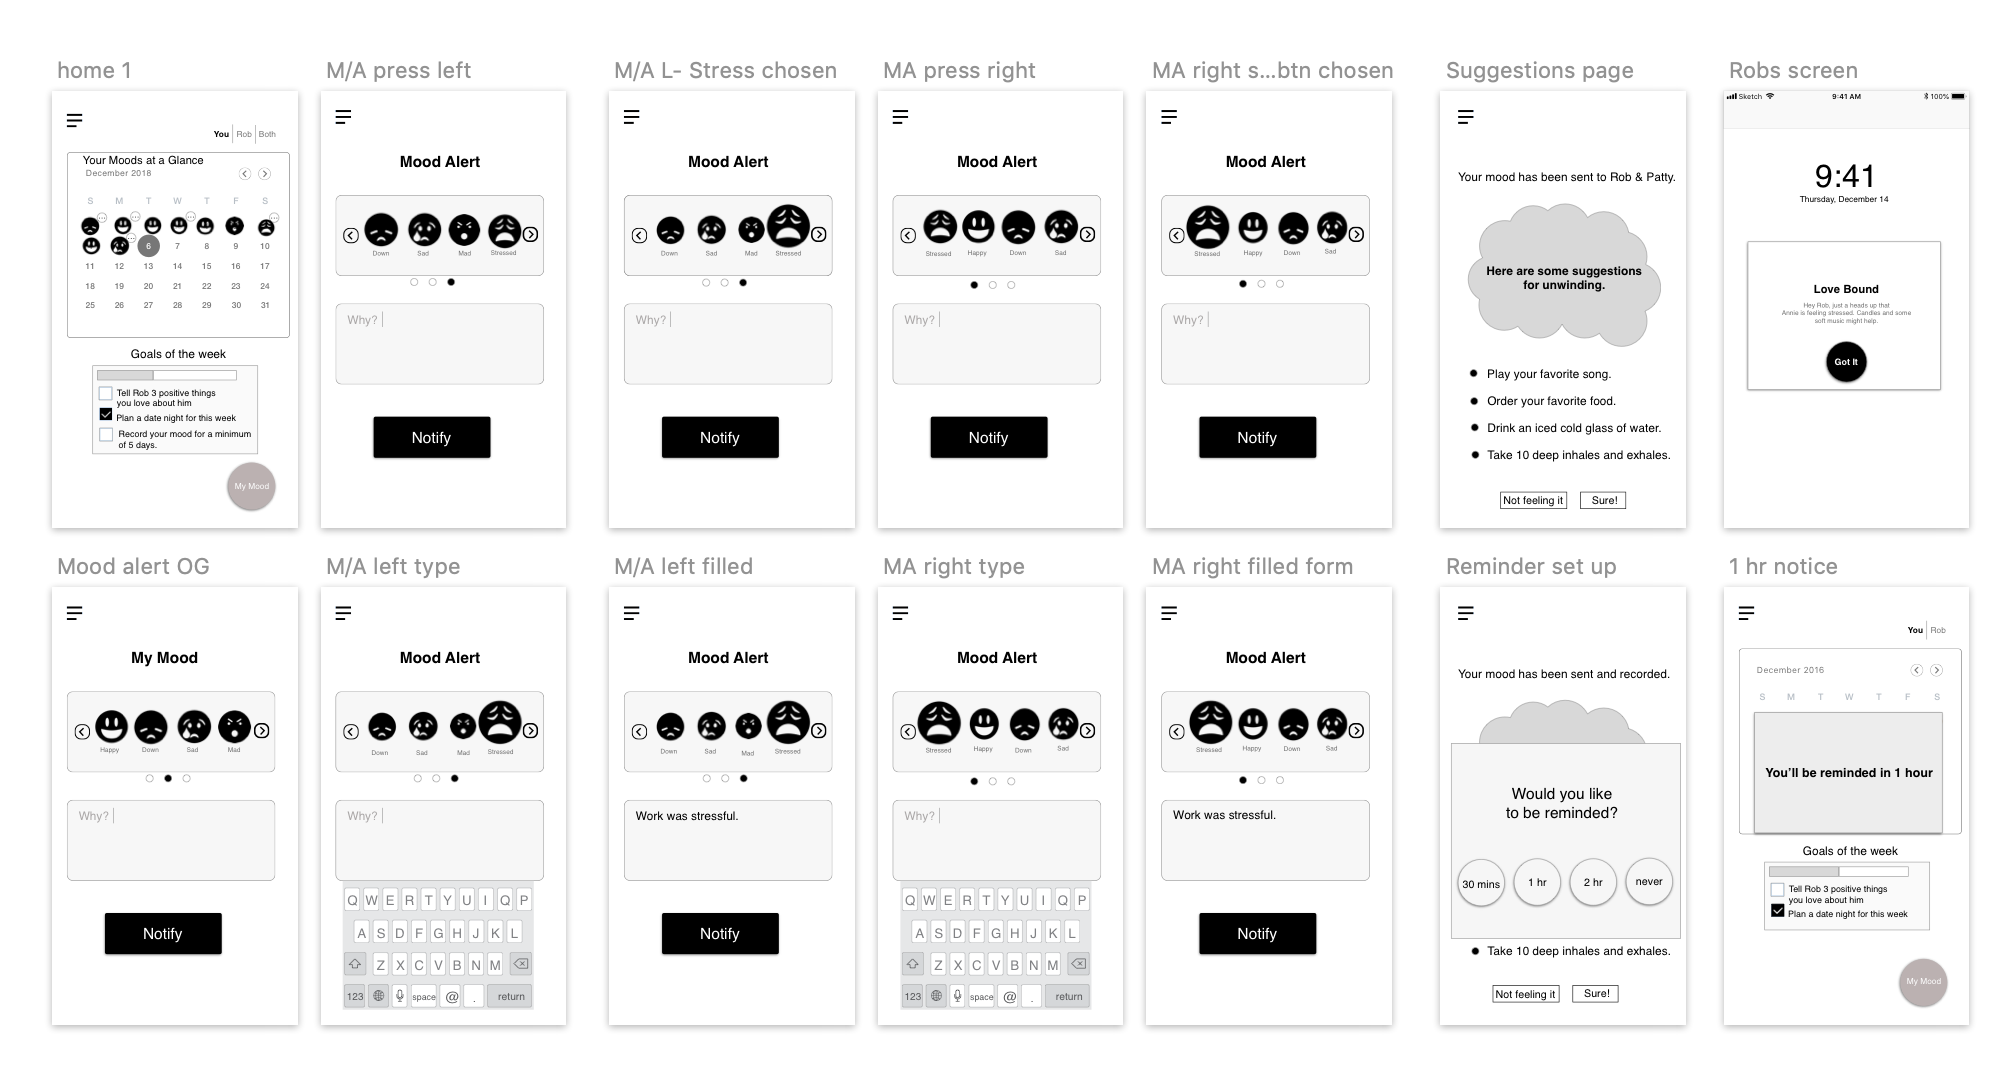 home 1
You Rob Both
Your Moods at a Glance
December 2018
S M T W T F S
6 7 8 9 10
11 12 13 14 15 16 17
18 19 20 21 22 23 24
25 26 27 28 29 30 31
Goals of the week
Tell Rob 3 positive things
you love about him
Plan a date night for this week
Record your mood for a minimum
of 5 days.
My Mood
M/A press left
Mood Alert
Down Sad Mad Stressed
Why?
Notify
M/A L- Stress chosen
Mood Alert
Down Sad Mad Stressed
Why?
Notify
MA press right
Mood Alert
Stressed Happy Down Sad
Why?
Notify
MA right s...btn chosen
Mood Alert
Stressed Happy Down Sad
Why?
Notify
Suggestions page
Your mood has been sent to Rob & Patty.
Here are some suggestions
for unwinding.
Play your favorite song.
Order your favorite food.
Drink an iced cold glass of water.
Take 10 deep inhales and exhales.
Not feeling it Sure!
Robs screen
Sketch 9:41 AM 100%
9:41
Thursday, December 14
Love Bound
Hey Rob, just a heads up that
Annie is feeling stressed. Candles and some
soft music might help.
Got It
Mood alert OG
My Mood
Happy Down Sad Mad
Why?
Notify
M/A left type
Mood Alert
Down Sad Mad Stressed
Why?
Q W E R T Y U I Q P
A S D F G H J K L
Z X C V B N M
123 space @ . return
M/A left filled
Mood Alert
Down Sad Mad Stressed
Work was stressful.
Notify
MA right type
Mood Alert
Stressed Happy Down Sad
Why?
Q W E R T Y U I Q P
A S D F G H J K L
Z X C V B N M
123 space @ . return
MA right filled form
Mood Alert
Stressed Happy Down Sad
Work was stressful.
Notify
Reminder set up
Your mood has been sent and recorded.
Would you like
to be reminded?
30 mins 1 hr 2 hr never
Take 10 deep inhales and exhales.
Not feeling it Sure!
1 hr notice
You Rob
December 2016
S M T W T F S
You'll be reminded in 1 hour
Goals of the week
Tell Rob 3 positive things
you love about him
Plan a date night for this week
My Mood